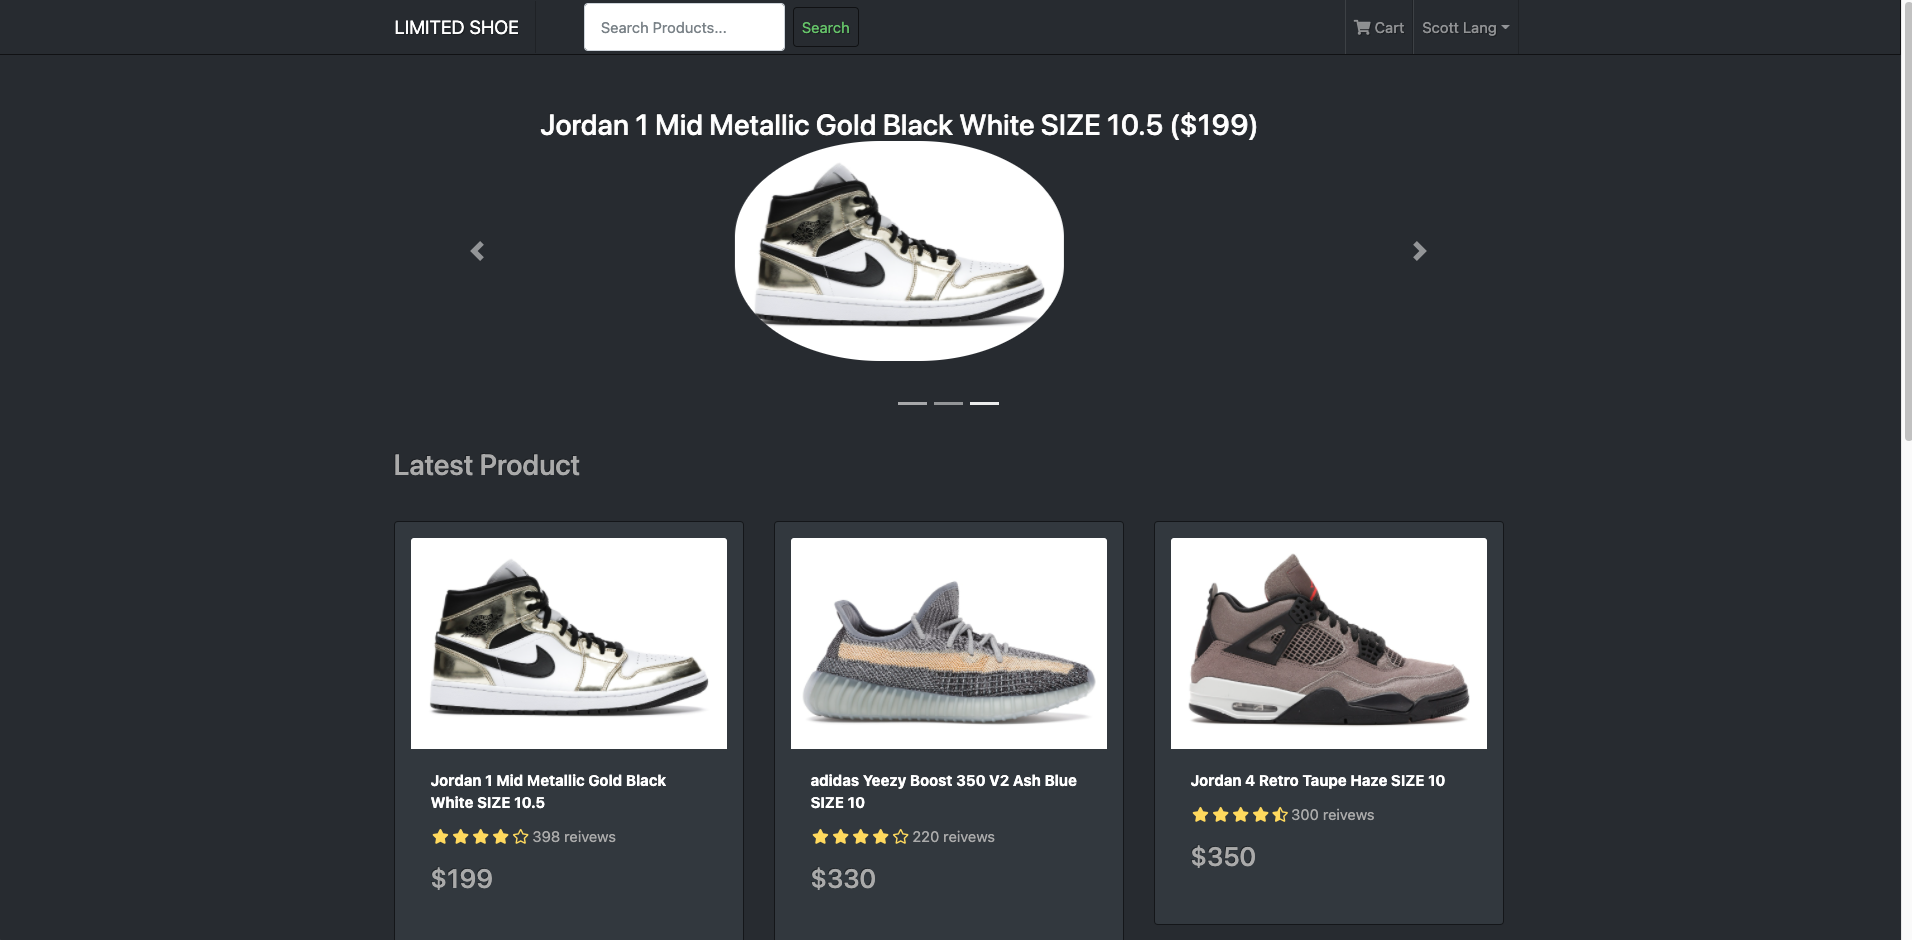 LIMITED SHOE
Search Products...
Search
Cart
Scott Lang
Jordan 1 Mid Metallic Gold Black White SIZE 10.5 ($199)
Latest Product
Jordan 1 Mid Metallic Gold Black
White SIZE 10.5
398 reivews
$199
adidas Yeezy Boost 350 V2 Ash Blue
SIZE 10
220 reivews
$330
Jordan 4 Retro Taupe Haze SIZE 10
300 reivews
$350